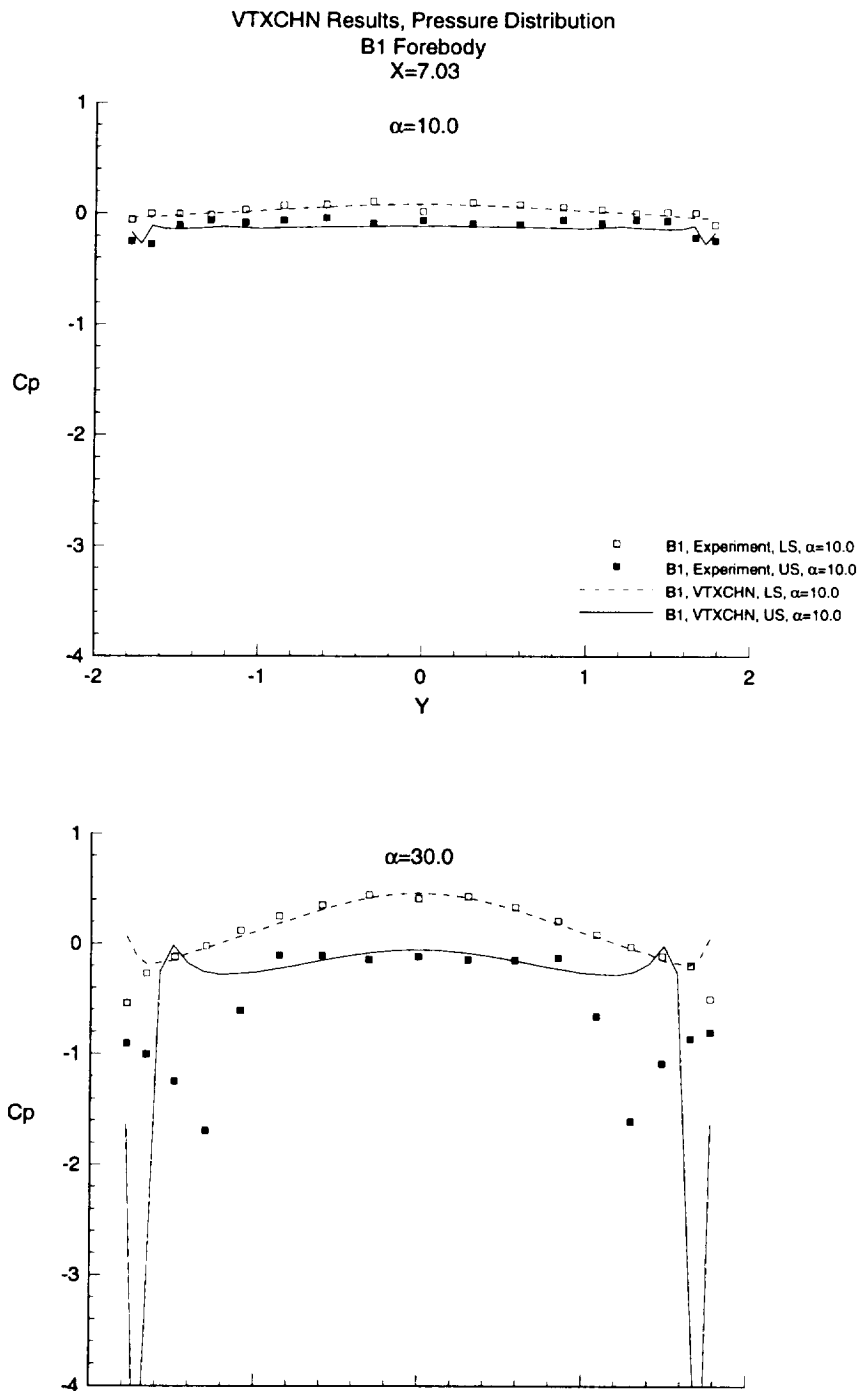 VTXCHN Results, Pressure Distribution
B1 Forebody
X=7.03
α=10.0
1
0
-1
Cp
-2
-3
-4
B1, Experiment, LS, α=10.0
B1, Experiment, US, α=10.0
B1, VTXCHN, LS, α=10.0
B1, VTXCHN, US, α=10.0
-2
-1
0
1
2
Y
α=30.0
1
0
-1
Cp
-2
-3
-4